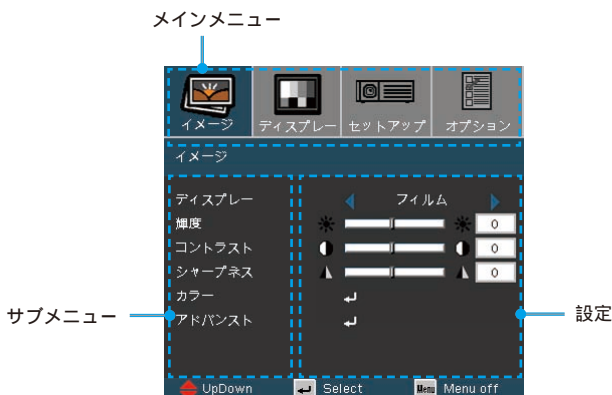 メインメニュー
イメージ ディスプレー セットアップ オプション
イメージ
ディスプレー フィルム
輝度 0
コントラスト 0
シャープネス 0
カラー
アドバンスト
サブメニュー
設定
UpDown Select Menu Menu off